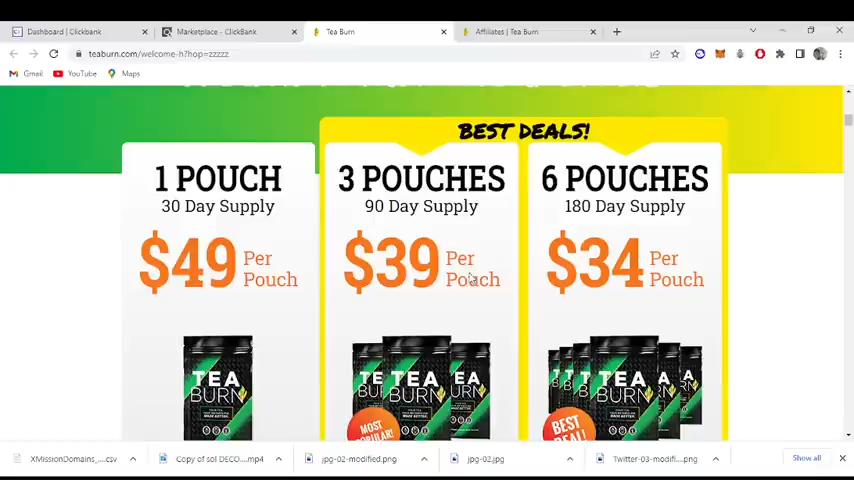 Dashboard | Clickbank
Marketplace - ClickBank
Tea Burn
Affiliates | Tea Burn
teaburn.com/welcome-h?hop=zzzzz
Gmail
YouTube
Maps
BEST DEALS!
1 POUCH
30 Day Supply
$49 Per Pouch
3 POUCHES
90 Day Supply
$39 Per Pouch
6 POUCHES
180 Day Supply
$34 Per Pouch
TEA BURN
TEA BURN
MOST POPULAR!
TEA BURN
BEST DEAL!
XMissionDomains_....csv
Copy of sol DECO....mp4
jpg-02-modified.png
jpg-02.jpg
Twitter-03-modifi....png
Show all